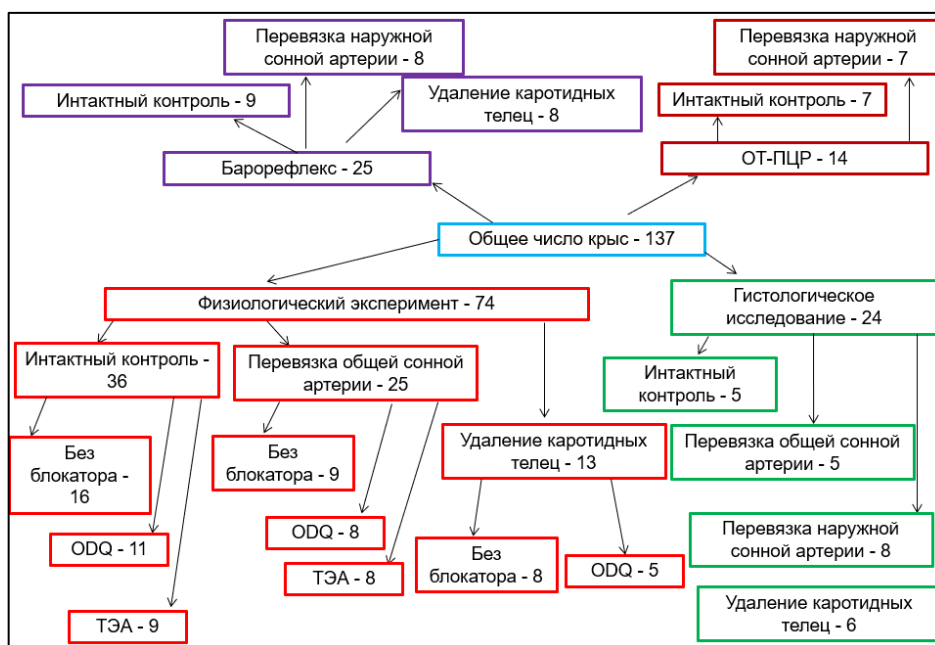 Перевязка наружной
сонной артерии - 8
Перевязка наружной
сонной артерии - 7
Интактный контроль - 9
Удаление каротидных
телец - 8
Интактный контроль - 7
Барорефлекс - 25
ОТ-ПЦР - 14
Общее число крыс - 137
Физиологический эксперимент - 74
Гистологическое
исследование - 24
Интактный контроль -
36
Перевязка общей сонной
артерии - 25
Интактный
контроль - 5
Без
блокатора -
16
Без
блокатора - 9
Удаление каротидных
телец - 13
Перевязка общей сонной
артерии - 5
ODQ - 11
ODQ - 8
ТЭА - 8
Без
блокатора - 8
ODQ - 5
Перевязка наружной
сонной артерии - 8
ТЭА - 9
Удаление каротидных
телец - 6